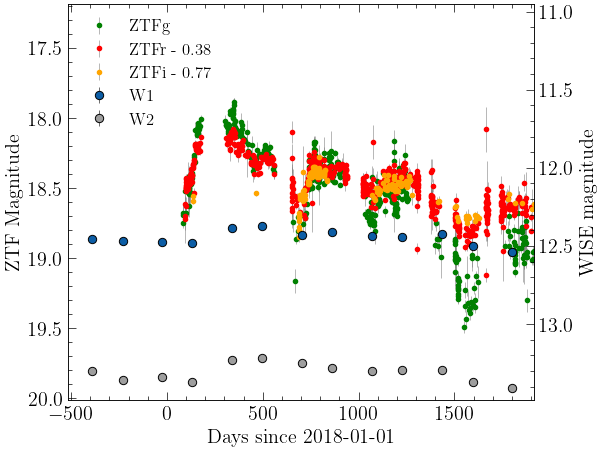 ZTFg
ZTFr - 0.38
ZTFi - 0.77
W1
W2
17.5
18.0
18.5
19.0
19.5
20.0
ZTF Magnitude
11.0
11.5
12.0
12.5
13.0
WISE magnitude
−500
0
500
1000
1500
Days since 2018-01-01